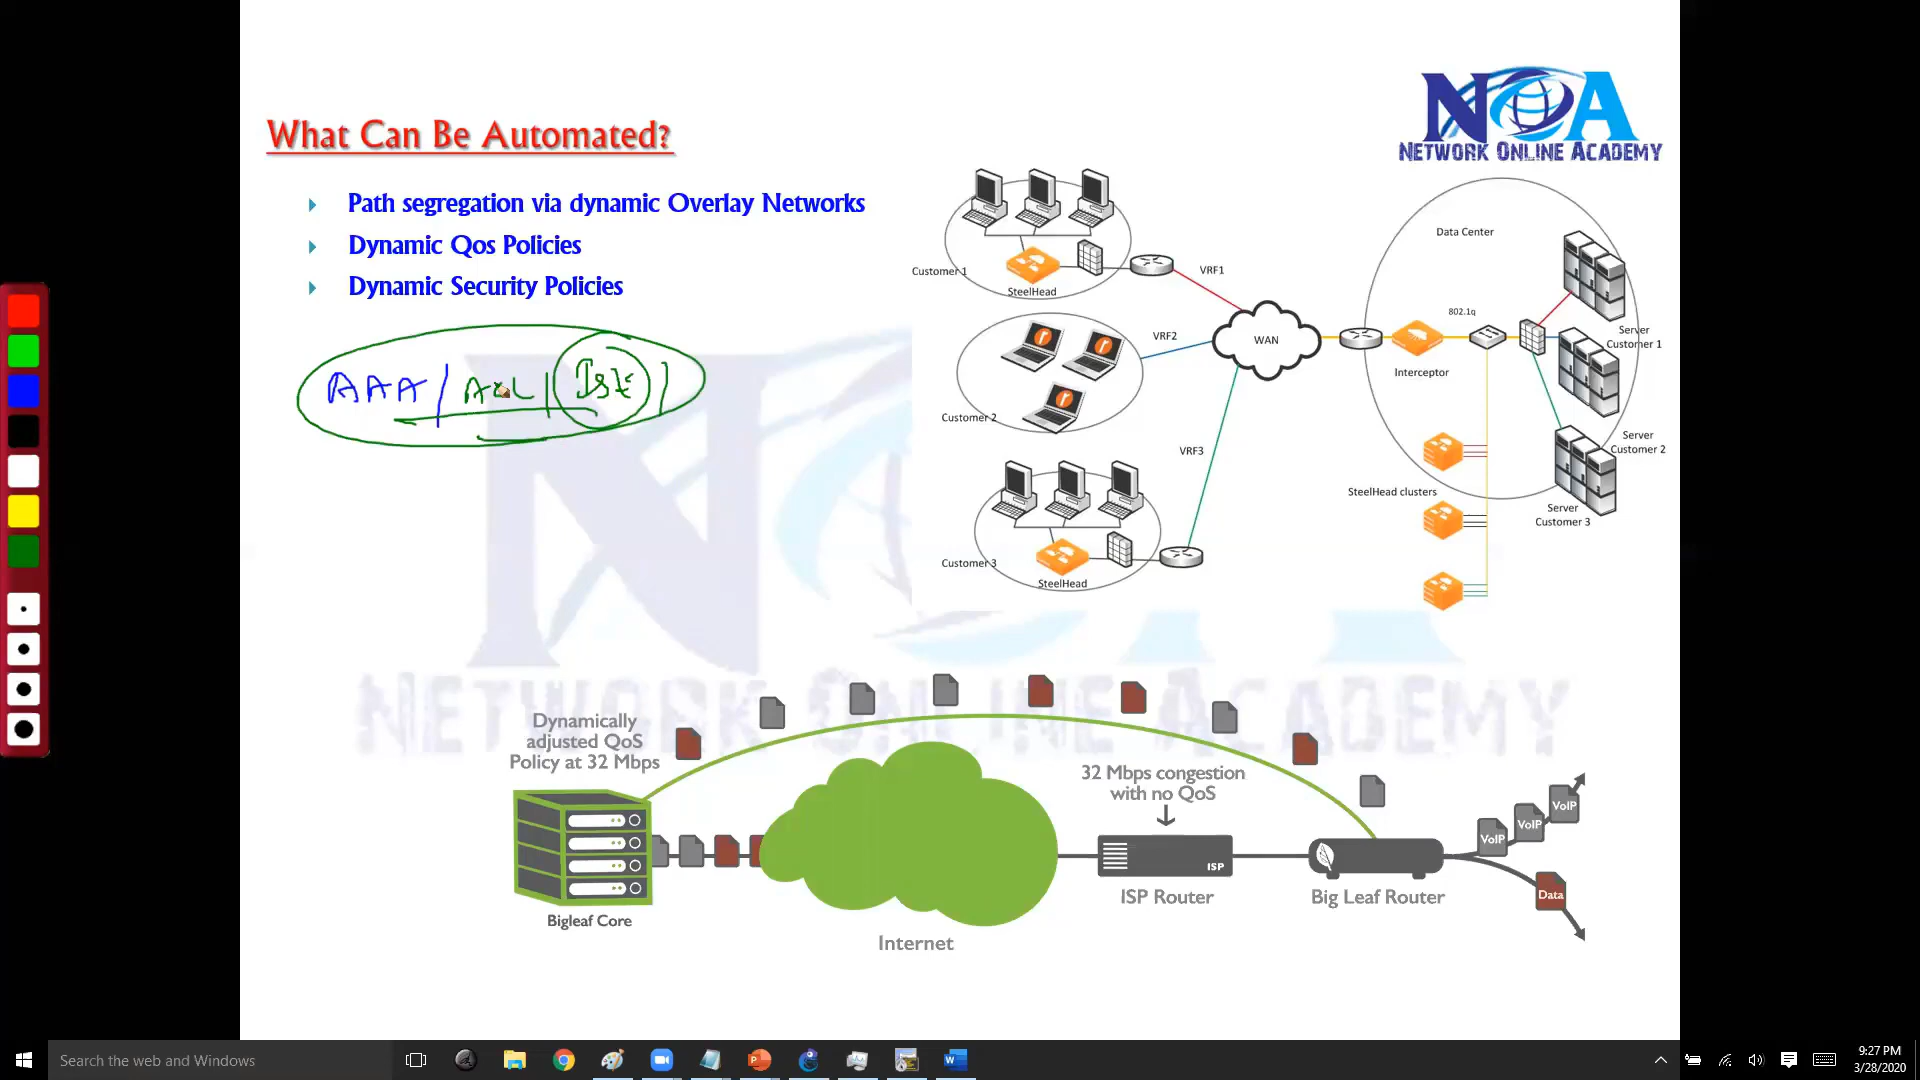 What Can Be Automated?
NOA
NETWORK ONLINE ACADEMY
Path segregation via dynamic Overlay Networks
Dynamic Qos Policies
Dynamic Security Policies
AAA | ACL | ISE |
Customer 1
SteelHead
VRF1
Customer 2
VRF2
WAN
VRF3
Customer 3
SteelHead
Data Center
802.1q
Interceptor
Server
Customer 1
Server
Customer 2
SteelHead clusters
Server
Customer 3
NETWORK ONLINE ACADEMY
Dynamically
adjusted QoS
Policy at 32 Mbps
32 Mbps congestion
with no QoS
Bigleaf Core
Internet
ISP
ISP Router
Big Leaf Router
VoIP
VoIP
VoIP
Data
Search the web and Windows
9:27 PM
3/28/2020